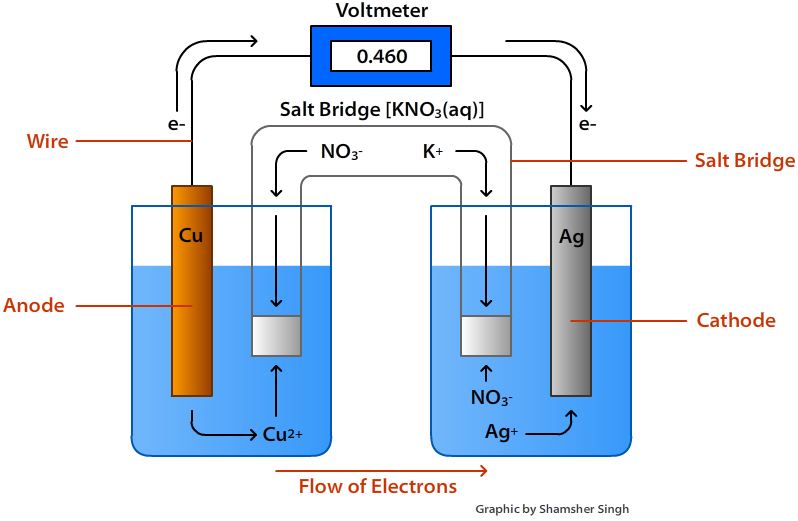 Voltmeter
0.460
e-
e-
Salt Bridge [KNO₃(aq)]
Wire
NO₃-
K+
Salt Bridge
Cu
Ag
Anode
Cathode
NO₃-
Cu²⁺
Ag+
Flow of Electrons
Graphic by Shamsher Singh